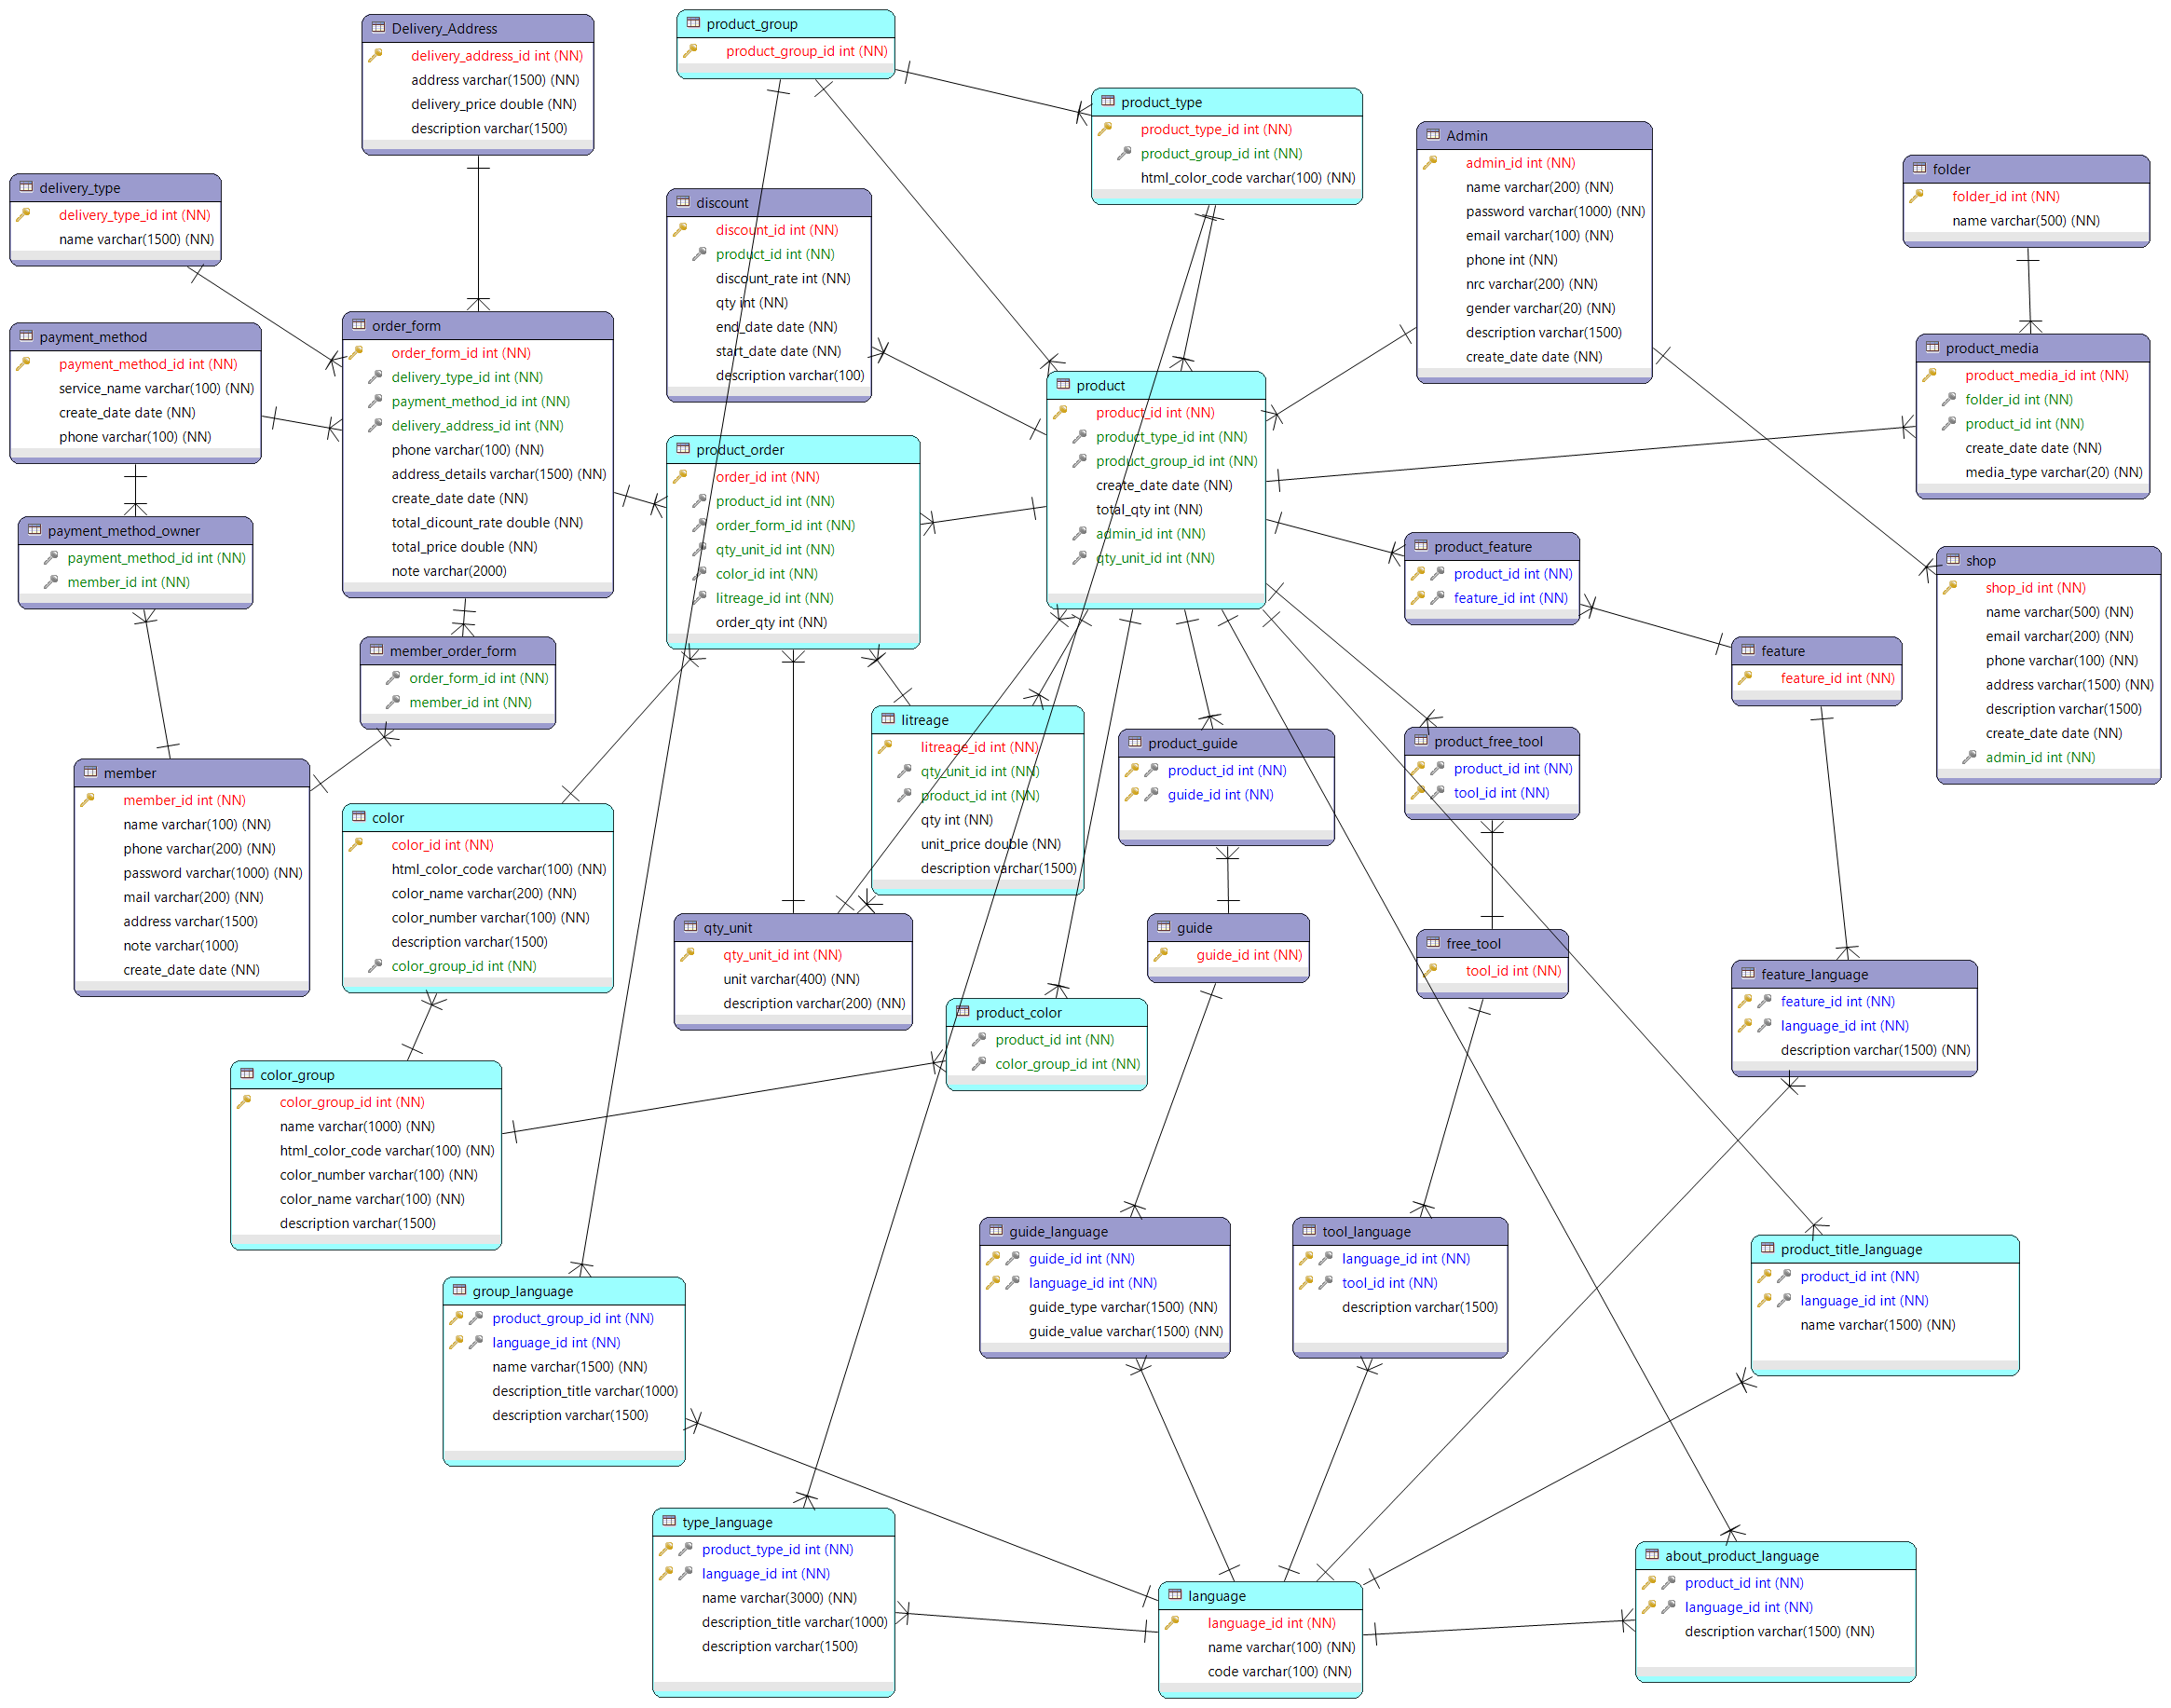 Delivery_Address
delivery_address_id int (NN)
address varchar(1500) (NN)
delivery_price double (NN)
description varchar(1500)
product_group
product_group_id int (NN)
product_type
product_type_id int (NN)
product_group_id int (NN)
html_color_code varchar(100) (NN)
Admin
admin_id int (NN)
name varchar(200) (NN)
password varchar(1000) (NN)
email varchar(100) (NN)
phone int (NN)
nrc varchar(200) (NN)
gender varchar(20) (NN)
description varchar(1500)
create_date date (NN)
folder
folder_id int (NN)
name varchar(500) (NN)
delivery_type
delivery_type_id int (NN)
name varchar(1500) (NN)
discount
discount_id int (NN)
product_id int (NN)
discount_rate int (NN)
qty int (NN)
end_date date (NN)
start_date date (NN)
description varchar(100)
payment_method
payment_method_id int (NN)
service_name varchar(100) (NN)
create_date date (NN)
phone varchar(100) (NN)
order_form
order_form_id int (NN)
delivery_type_id int (NN)
payment_method_id int (NN)
delivery_address_id int (NN)
phone varchar(100) (NN)
address_details varchar(1500) (NN)
create_date date (NN)
total_dicount_rate double (NN)
total_price double (NN)
note varchar(2000)
product_media
product_media_id int (NN)
folder_id int (NN)
product_id int (NN)
create_date date (NN)
media_type varchar(20) (NN)
product
product_id int (NN)
product_type_id int (NN)
product_group_id int (NN)
create_date date (NN)
total_qty int (NN)
admin_id int (NN)
qty_unit_id int (NN)
product_order
order_id int (NN)
product_id int (NN)
order_form_id int (NN)
qty_unit_id int (NN)
color_id int (NN)
litreage_id int (NN)
order_qty int (NN)
payment_method_owner
payment_method_id int (NN)
member_id int (NN)
product_feature
product_id int (NN)
feature_id int (NN)
shop
shop_id int (NN)
name varchar(500) (NN)
email varchar(200) (NN)
phone varchar(100) (NN)
address varchar(1500) (NN)
description varchar(1500)
create_date date (NN)
admin_id int (NN)
member_order_form
order_form_id int (NN)
member_id int (NN)
feature
feature_id int (NN)
litreage
litreage_id int (NN)
qty_unit_id int (NN)
product_id int (NN)
qty int (NN)
unit_price double (NN)
description varchar(1500)
product_guide
product_id int (NN)
guide_id int (NN)
product_free_tool
product_id int (NN)
tool_id int (NN)
member
member_id int (NN)
name varchar(100) (NN)
phone varchar(200) (NN)
password varchar(1000) (NN)
mail varchar(200) (NN)
address varchar(1500)
note varchar(1000)
create_date date (NN)
color
color_id int (NN)
html_color_code varchar(100) (NN)
color_name varchar(200) (NN)
color_number varchar(100) (NN)
description varchar(1500)
color_group_id int (NN)
qty_unit
qty_unit_id int (NN)
unit varchar(400) (NN)
description varchar(200) (NN)
guide
guide_id int (NN)
free_tool
tool_id int (NN)
feature_language
feature_id int (NN)
language_id int (NN)
description varchar(1500) (NN)
product_color
product_id int (NN)
color_group_id int (NN)
color_group
color_group_id int (NN)
name varchar(1000) (NN)
html_color_code varchar(100) (NN)
color_number varchar(100) (NN)
color_name varchar(100) (NN)
description varchar(1500)
guide_language
guide_id int (NN)
language_id int (NN)
guide_type varchar(1500) (NN)
guide_value varchar(1500) (NN)
tool_language
language_id int (NN)
tool_id int (NN)
description varchar(1500)
product_title_language
product_id int (NN)
language_id int (NN)
name varchar(1500) (NN)
group_language
product_group_id int (NN)
language_id int (NN)
name varchar(1500) (NN)
description_title varchar(1000)
description varchar(1500)
type_language
product_type_id int (NN)
language_id int (NN)
name varchar(3000) (NN)
description_title varchar(1000)
description varchar(1500)
language
language_id int (NN)
name varchar(100) (NN)
code varchar(100) (NN)
about_product_language
product_id int (NN)
language_id int (NN)
description varchar(1500) (NN)